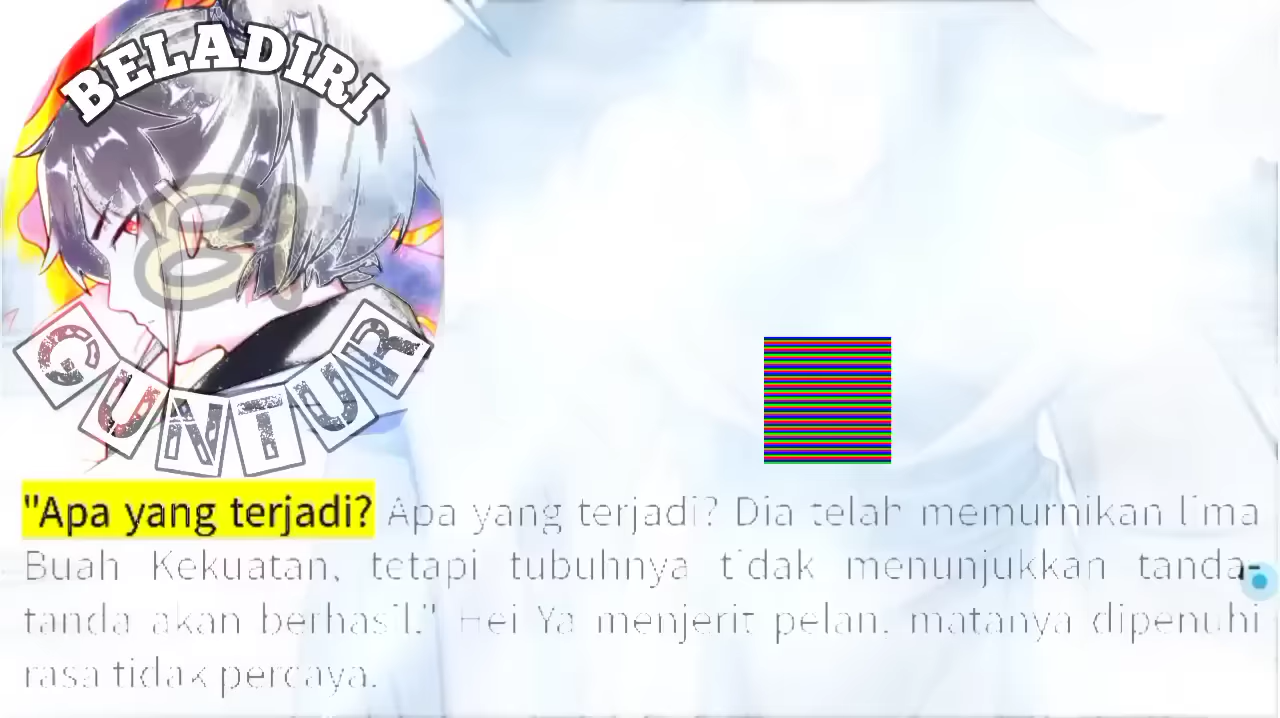 BELADIRI
GUNTUR
"Apa yang terjadi? Apa yang terjadi? Dia telah memurnikan lima
Buah Kekuatan, tetapi tubuhnya tidak menunjukkan tanda-
tanda akan berhasil." Hei Ya menjerit pelan, matanya dipenuhi
rasa tidak percaya.